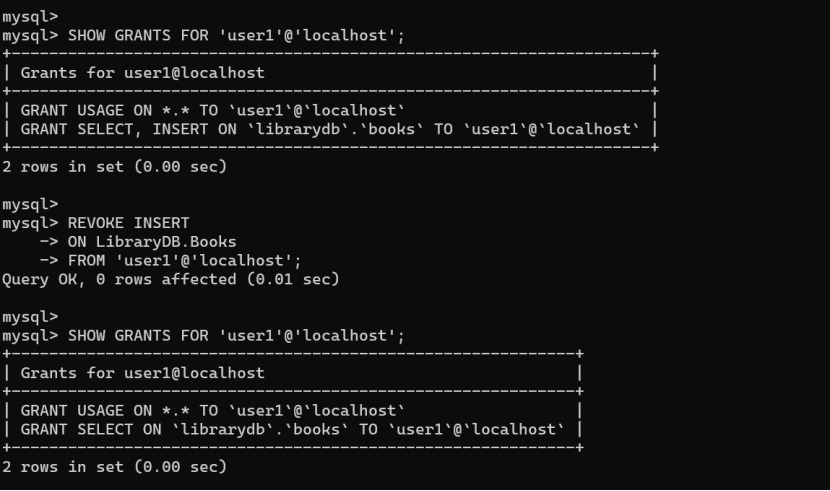 mysql>
mysql> SHOW GRANTS FOR 'user1'@'localhost';
+--------------------------------------------------------------------+
| Grants for user1@localhost                                         |
+--------------------------------------------------------------------+
| GRANT USAGE ON *.* TO `user1`@`localhost`                          |
| GRANT SELECT, INSERT ON `librarydb`.`books` TO `user1`@`localhost` |
+--------------------------------------------------------------------+
2 rows in set (0.00 sec)
mysql>
mysql> REVOKE INSERT
    -> ON LibraryDB.Books
    -> FROM 'user1'@'localhost';
Query OK, 0 rows affected (0.01 sec)
mysql>
mysql> SHOW GRANTS FOR 'user1'@'localhost';
+------------------------------------------------------------+
| Grants for user1@localhost                                 |
+------------------------------------------------------------+
| GRANT USAGE ON *.* TO `user1`@`localhost`                  |
| GRANT SELECT ON `librarydb`.`books` TO `user1`@`localhost` |
+------------------------------------------------------------+
2 rows in set (0.00 sec)